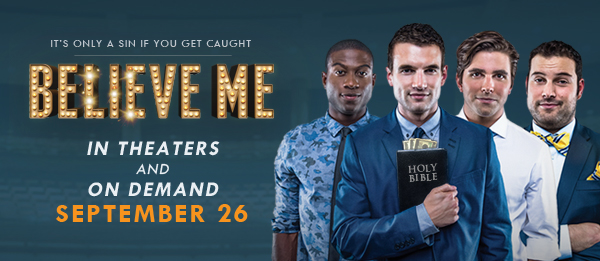 IT'S ONLY A SIN IF YOU GET CAUGHT
BELIEVE ME
IN THEATERS
AND
ON DEMAND
SEPTEMBER 26
HOLY
BIBLE